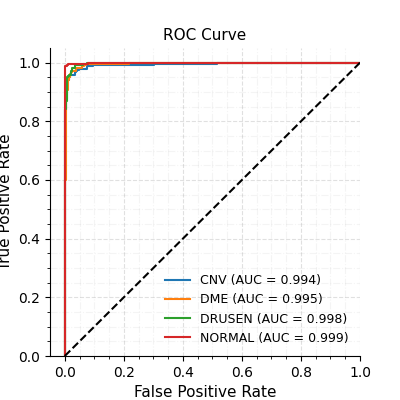 ROC Curve
True Positive Rate
1.0
0.8
0.6
0.4
0.2
0.0
CNV (AUC = 0.994)
DME (AUC = 0.995)
DRUSEN (AUC = 0.998)
NORMAL (AUC = 0.999)
0.0 0.2 0.4 0.6 0.8 1.0
False Positive Rate